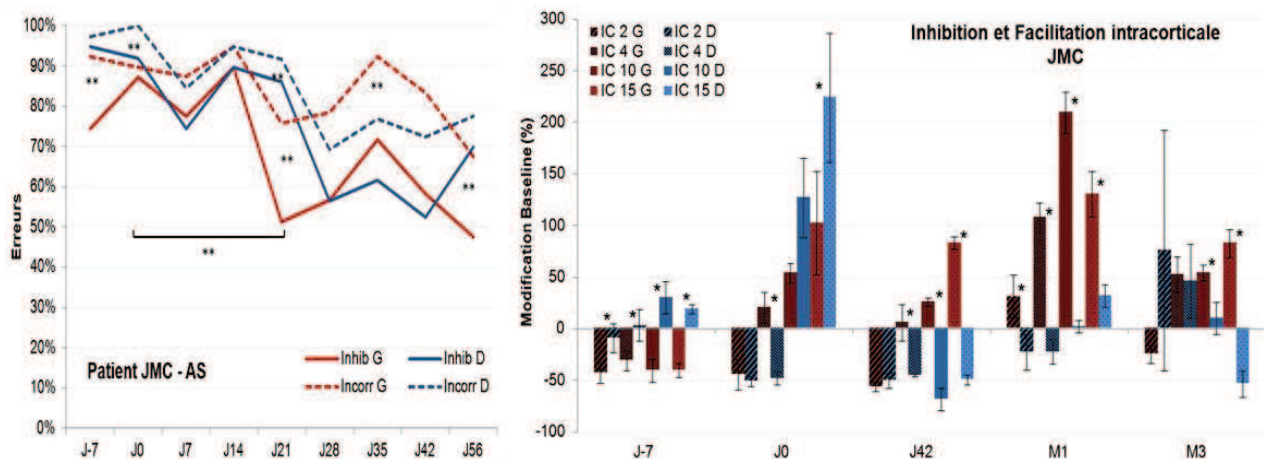 100%
90%
80%
70%
60%
50%
40%
30%
20%
10%
0%
Erreurs
**
**
**
**
**
**
**
Patient JMC - AS
Inhib G
Inhib D
Incorr G
Incorr D
J-7 J0 J7 J14 J21 J28 J35 J42 J56
Inhibition et Facilitation intracorticale
JMC
300
250
200
150
100
50
0
-50
-100
Modification Baseline (%)
IC 2 G IC 2 D
IC 4 G IC 4 D
IC 10 G IC 10 D
IC 15 G IC 15 D
* * * *
* *
* * * *
* * * *
* *
J-7 J0 J42 M1 M3